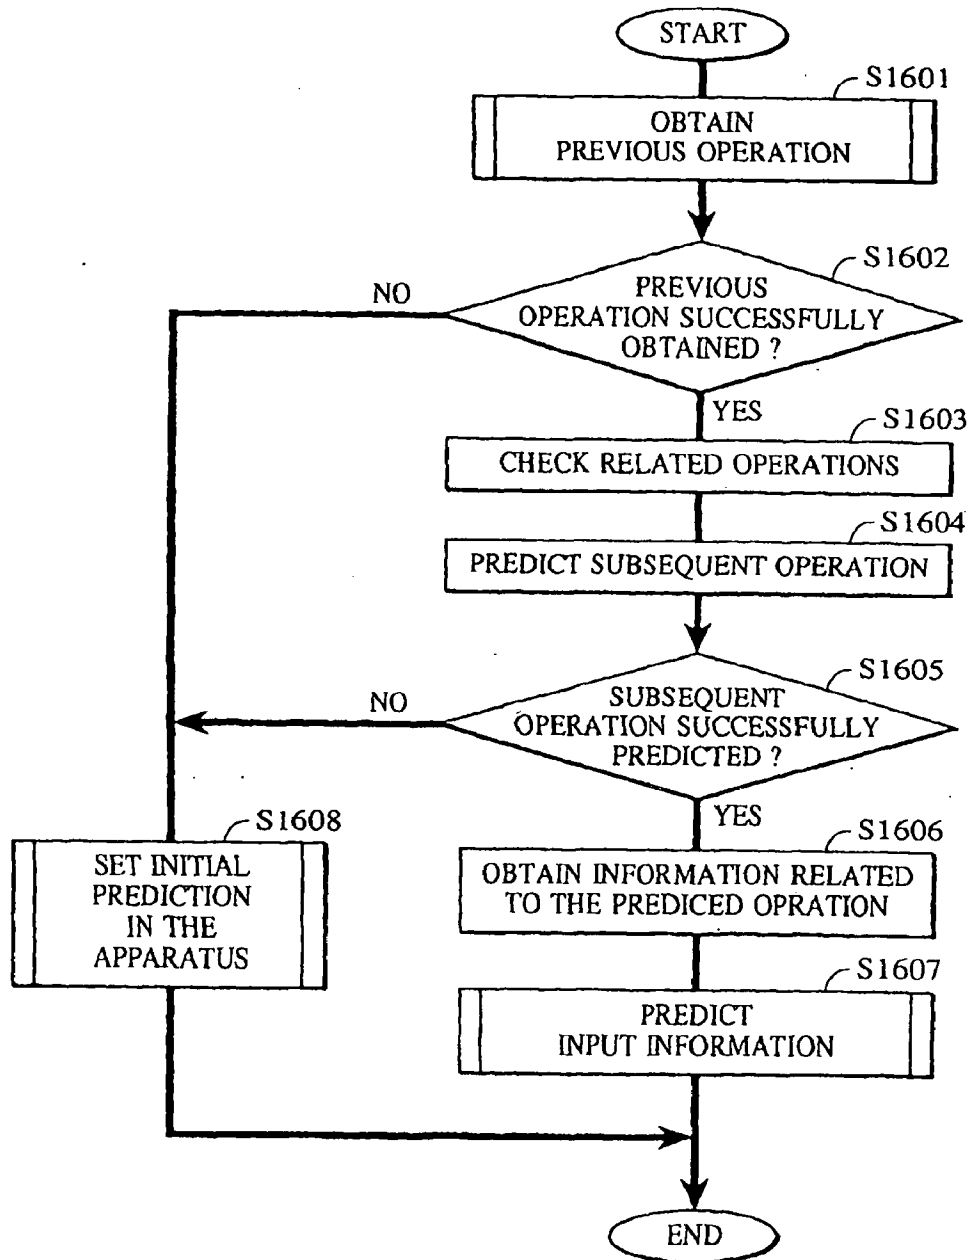 START
S1601
OBTAIN
PREVIOUS OPERATION
S1602
NO
PREVIOUS
OPERATION SUCCESSFULLY
OBTAINED ?
YES
S1603
CHECK RELATED OPERATIONS
S1604
PREDICT SUBSEQUENT OPERATION
S1605
NO
SUBSEQUENT
OPERATION SUCCESSFULLY
PREDICTED ?
YES
S1608
SET INITIAL
PREDICTION
IN THE
APPARATUS
S1606
OBTAIN INFORMATION RELATED
TO THE PREDICED OPRATION
S1607
PREDICT
INPUT INFORMATION
END